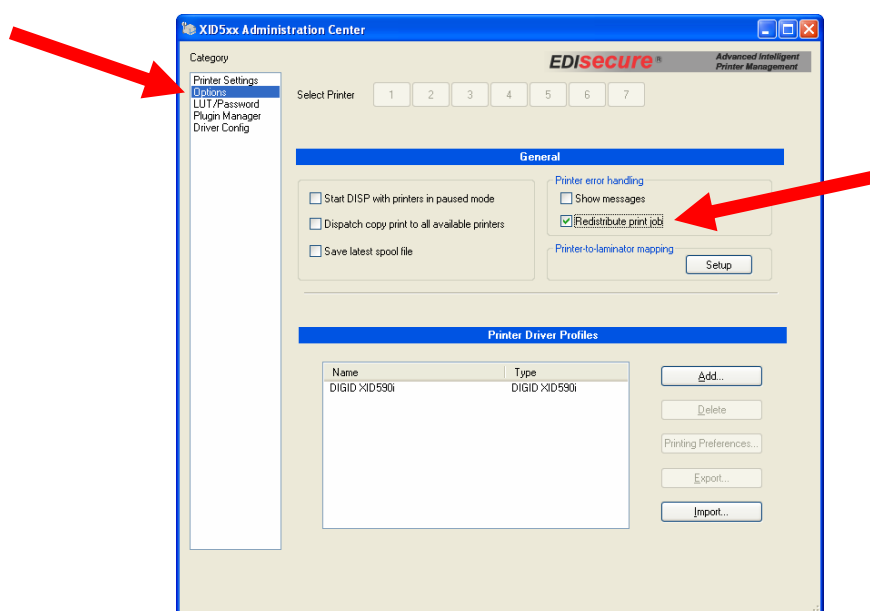 XID5xx Administration Center
Category
EDIsecure®
Advanced Intelligent
Printer Management
Printer Settings
Options
LUT/Password
Plugin Manager
Driver Config
Select Printer 1 2 3 4 5 6 7
General
Start DISP with printers in paused mode
Dispatch copy print to all available printers
Save latest spool file
Printer error handling
Show messages
Redistribute print job
Printer-to-laminator mapping
Setup
Printer Driver Profiles
Name Type
DIGID XID590i DIGID XID590i
Add...
Delete
Printing Preferences...
Export...
Import...